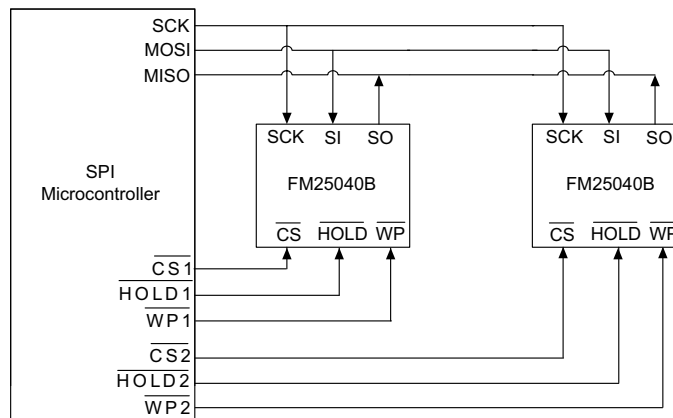 SCK
MOSI
MISO
SCK SI SO
FM25040B
CS HOLD WP
SCK SI SO
FM25040B
CS HOLD WP
SPI
Microcontroller
CS1
HOLD1
WP1
CS2
HOLD2
WP2